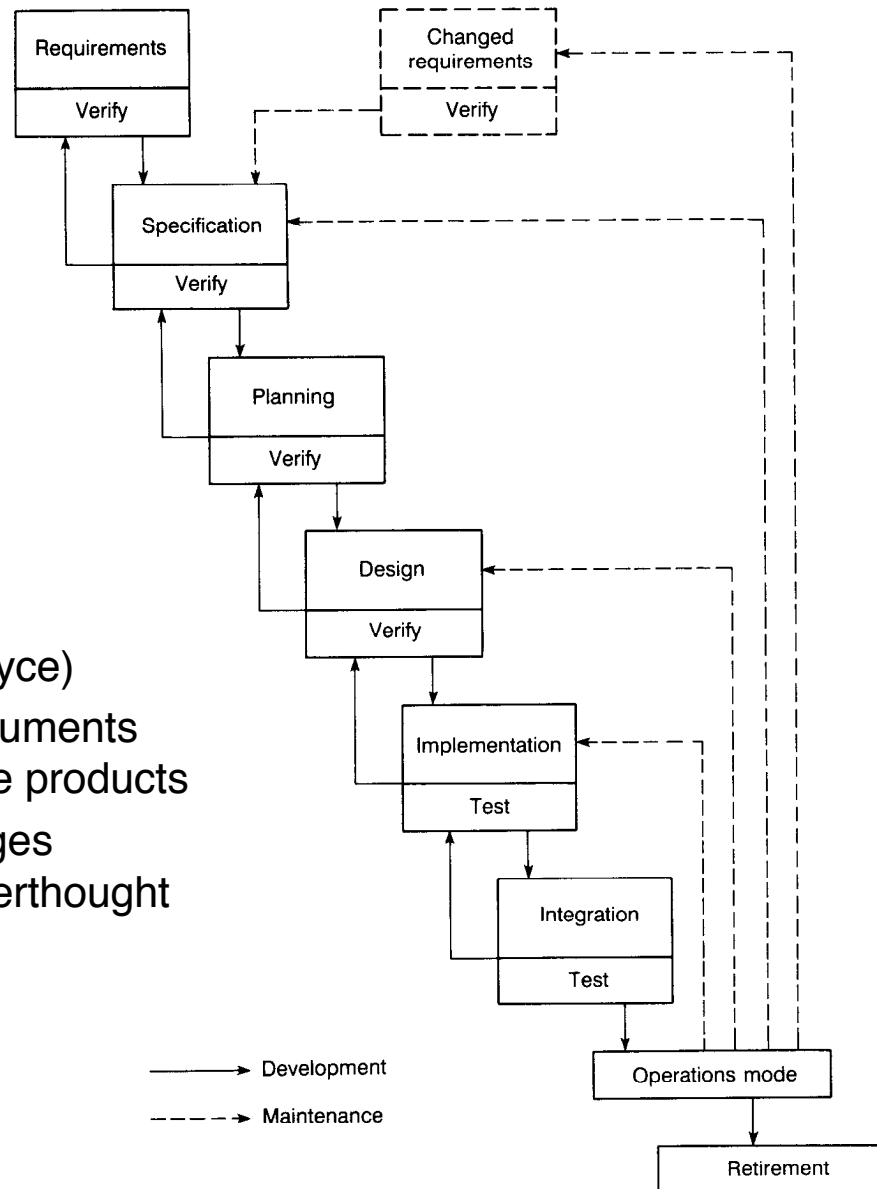 Requirements
Verify
Changed
requirements
Verify
Specification
Verify
Planning
Verify
Design
Verify
yce)
uments
e products
ges
erthought
Implementation
Test
Integration
Test
Development
Maintenance
Operations mode
Retirement